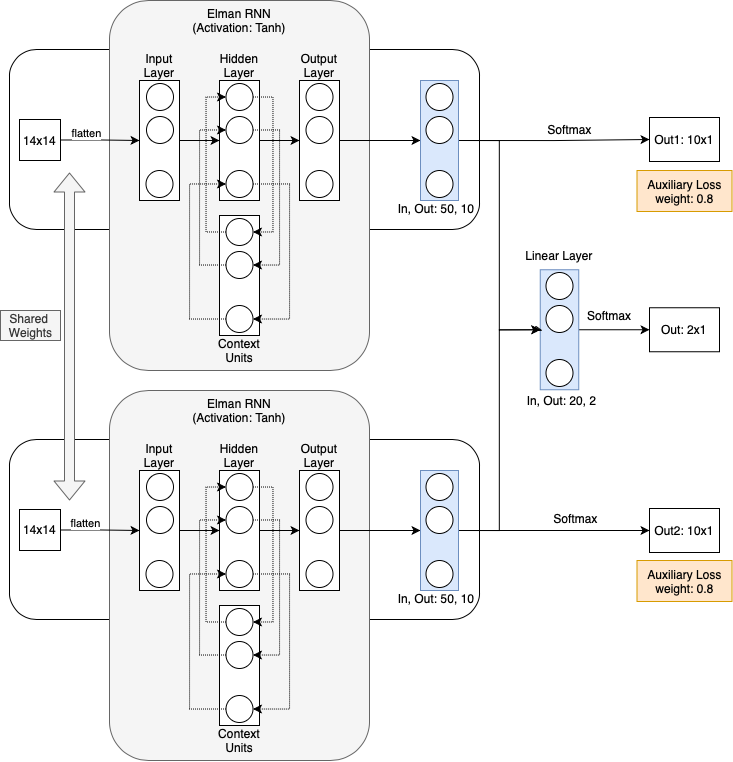 Elman RNN
(Activation: Tanh)
Input
Layer
Hidden
Layer
Output
Layer
14x14
flatten
In, Out: 50, 10
Softmax
Out1: 10x1
Auxiliary Loss
weight: 0.8
Context
Units
Shared
Weights
Linear Layer
Softmax
Out: 2x1
In, Out: 20, 2
Elman RNN
(Activation: Tanh)
Input
Layer
Hidden
Layer
Output
Layer
14x14
flatten
In, Out: 50, 10
Softmax
Out2: 10x1
Auxiliary Loss
weight: 0.8
Context
Units